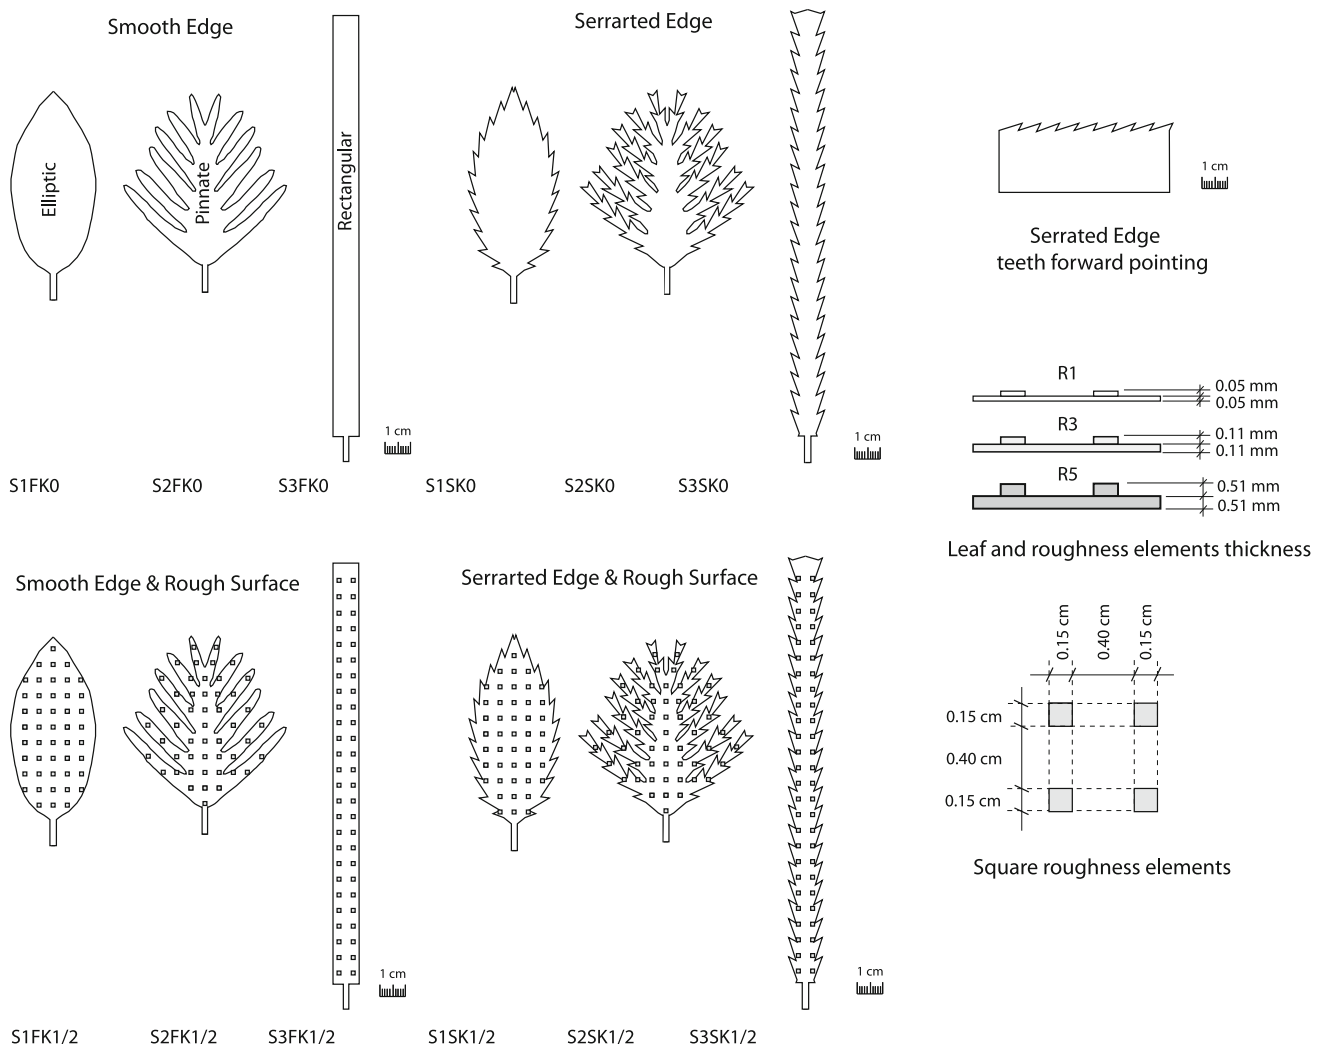 Smooth Edge
Serrarted Edge
Elliptic
Pinnate
Rectangular
1 cm
1 cm
1 cm
Serrated Edge
teeth forward pointing
S1FK0
S2FK0
S3FK0
S1SK0
S2SK0
S3SK0
R1
0.05 mm
0.05 mm
R3
0.11 mm
0.11 mm
R5
0.51 mm
0.51 mm
Leaf and roughness elements thickness
Smooth Edge & Rough Surface
Serrarted Edge & Rough Surface
1 cm
1 cm
0.15 cm
0.40 cm
0.15 cm
0.15 cm
0.40 cm
0.15 cm
Square roughness elements
S1FK1/2
S2FK1/2
S3FK1/2
S1SK1/2
S2SK1/2
S3SK1/2